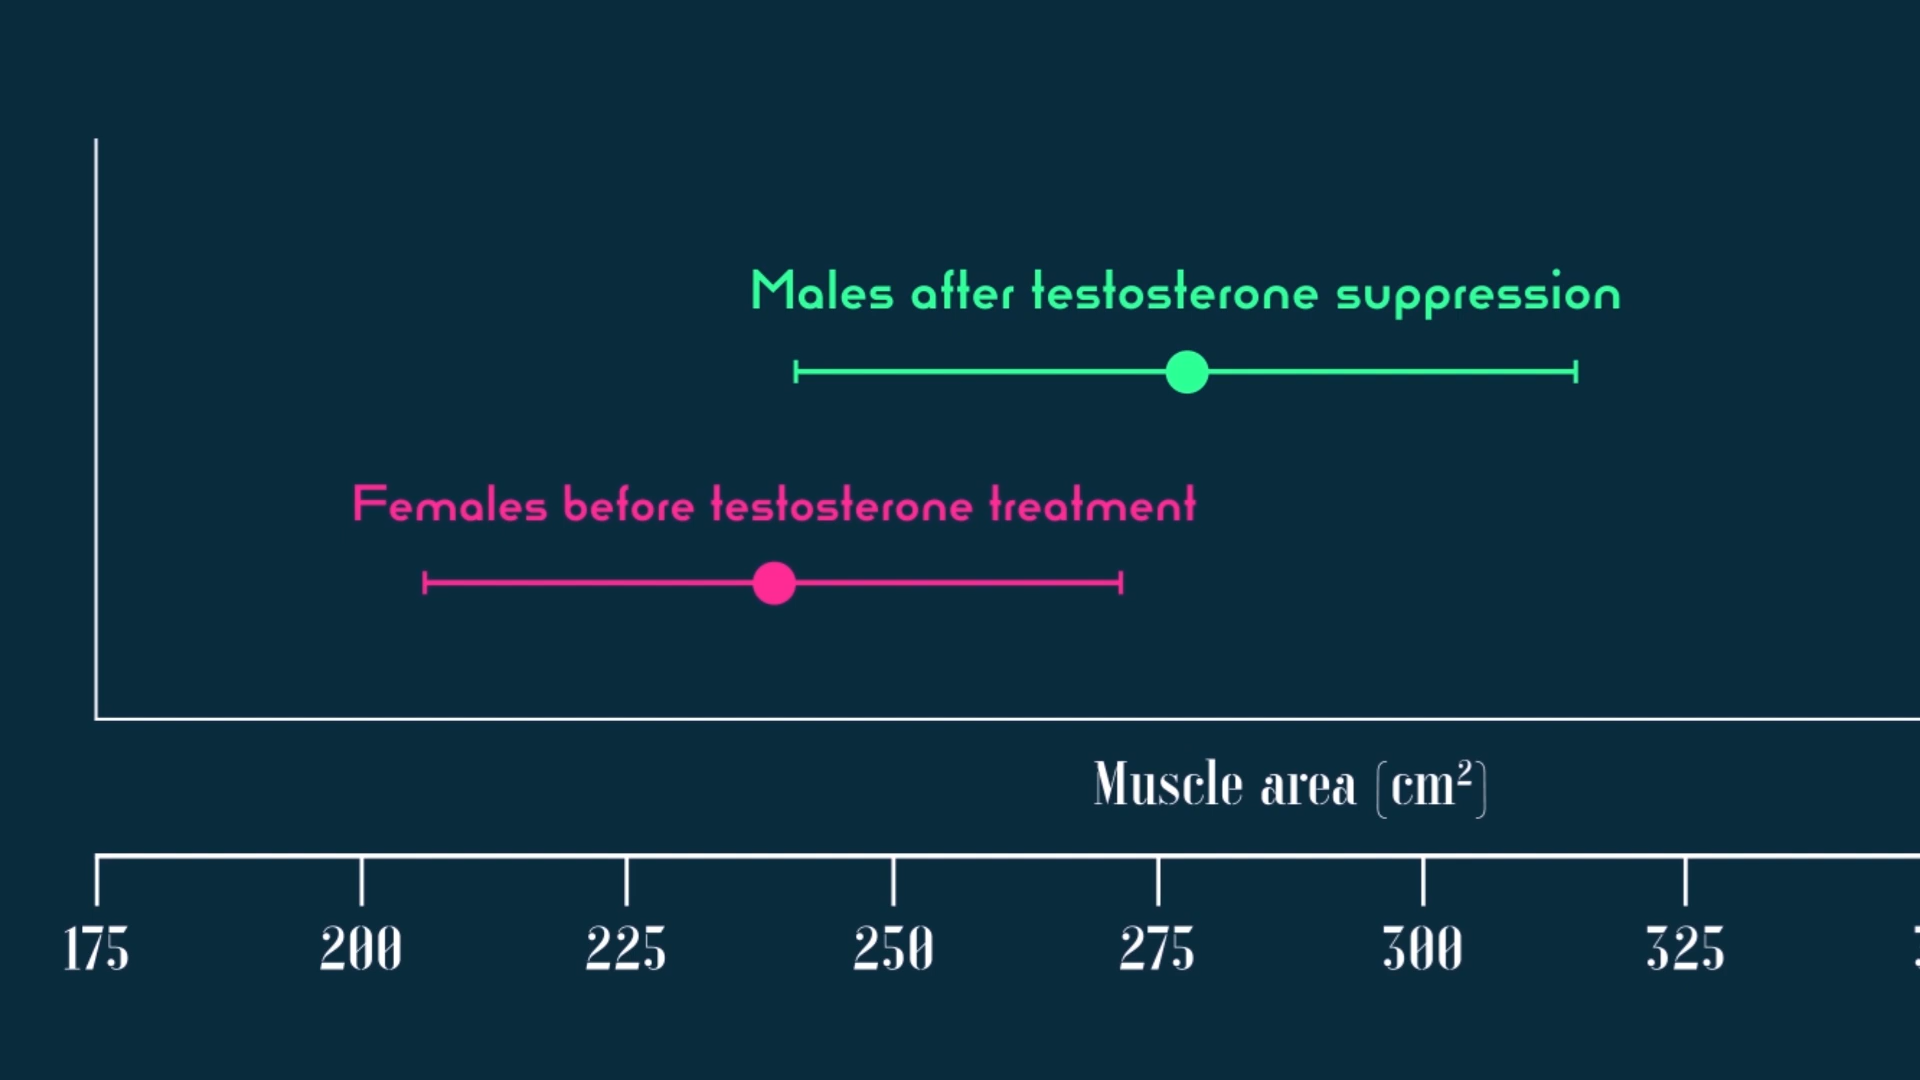 Males after testosterone suppression
Females before testosterone treatment
Muscle area (cm²)
175 200 225 250 275 300 325